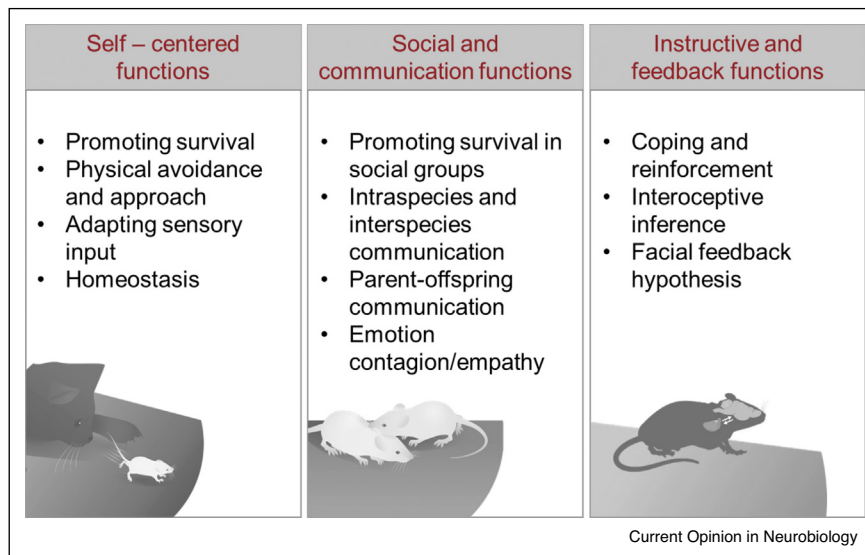 Self – centered
functions
• Promoting survival
• Physical avoidance
and approach
• Adapting sensory
input
• Homeostasis
Social and
communication functions
• Promoting survival in
social groups
• Intraspecies and
interspecies
communication
• Parent-offspring
communication
• Emotion
contagion/empathy
Instructive and
feedback functions
• Coping and
reinforcement
• Interoceptive
inference
• Facial feedback
hypothesis
Current Opinion in Neurobiology